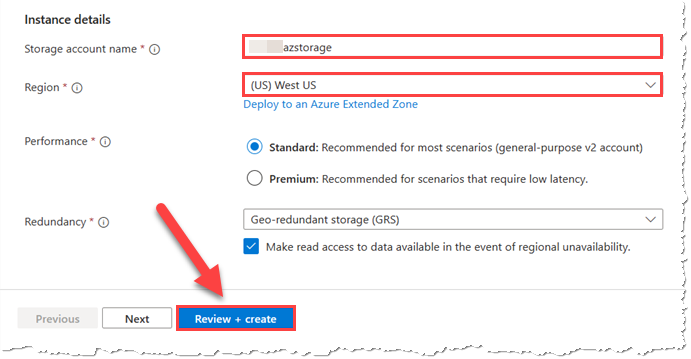 Instance details
Storage account name * azstorage
Region * (US) West US
Deploy to an Azure Extended Zone
Performance * Standard: Recommended for most scenarios (general-purpose v2 account)
Premium: Recommended for scenarios that require low latency.
Redundancy * Geo-redundant storage (GRS)
Make read access to data available in the event of regional unavailability.
Previous Next Review + create